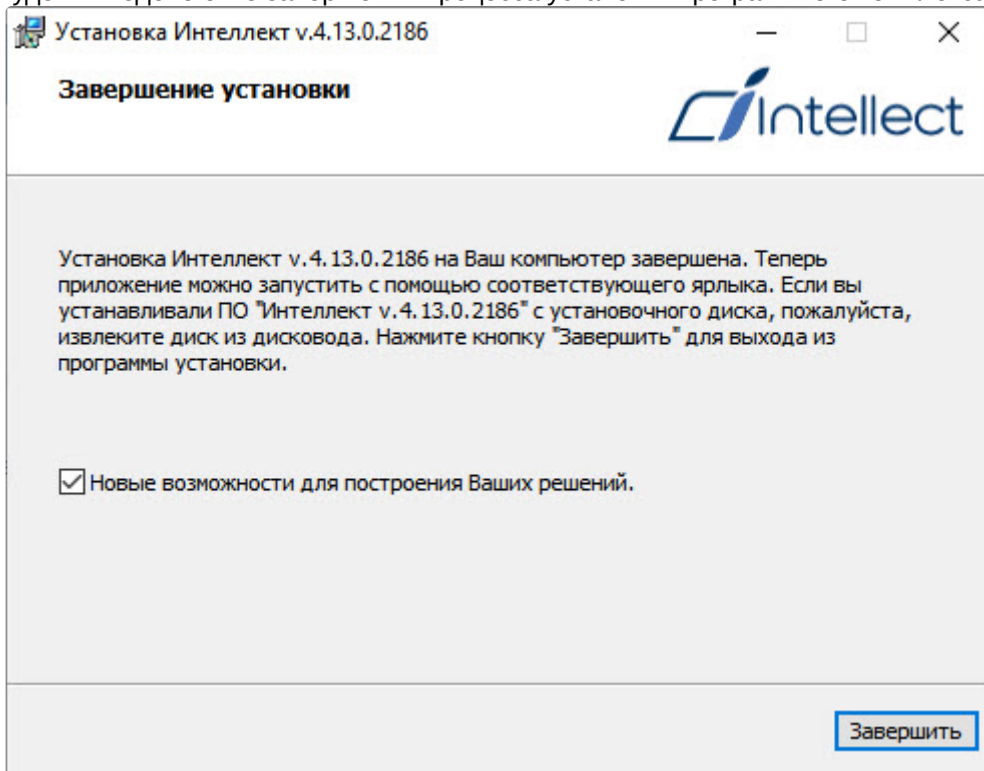 Установка Интеллект v.4.13.0.2186
Завершение установки
Intellect
Установка Интеллект v.4.13.0.2186 на Ваш компьютер завершена. Теперь
приложение можно запустить с помощью соответствующего ярлыка. Если вы
устанавливали ПО "Интеллект v.4.13.0.2186" с установочного диска, пожалуйста,
извлеките диск из дисковода. Нажмите кнопку "Завершить" для выхода из
программы установки.
Новые возможности для построения Ваших решений.
Завершить